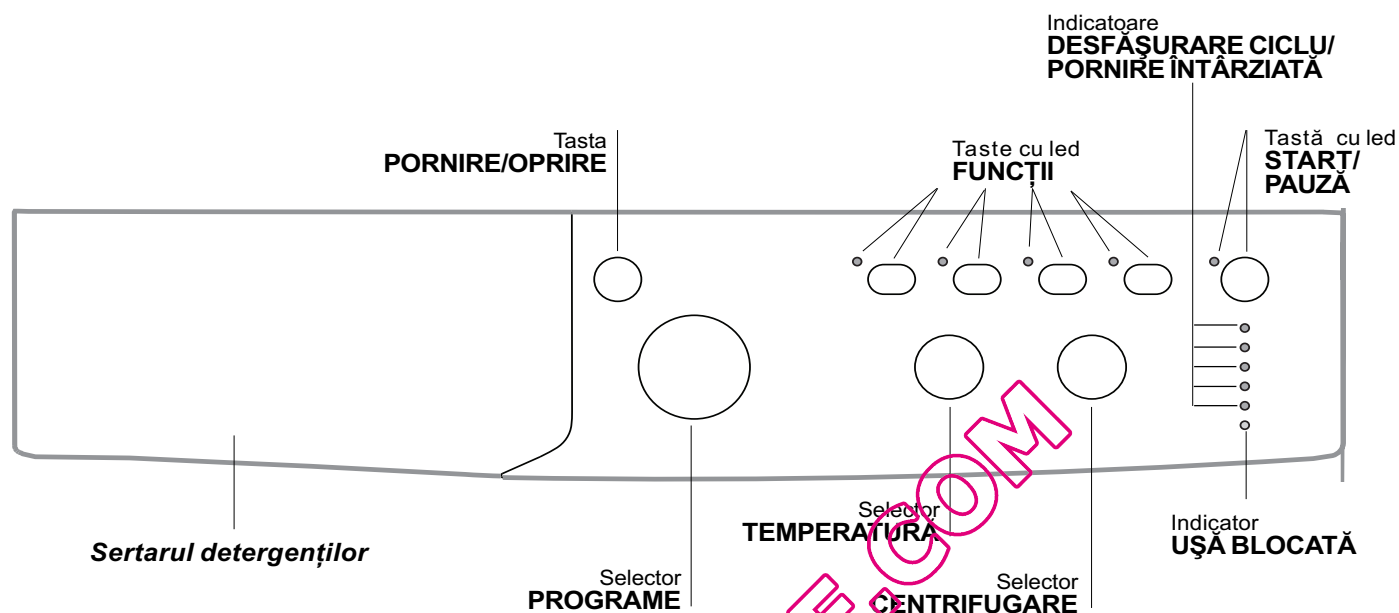 Indicatoare
DESFĂŞURARE CICLU/
PORNIRE ÎNTÂRZIATĂ
Tasta
PORNIRE/OPRIRE
Taste cu led
FUNCŢII
Tastă cu led
START/
PAUZĂ
Sertarul detergenţilor
Selector
TEMPERATURĂ
Indicator
UŞĂ BLOCATĂ
Selector
PROGRAME
Selector
CENTRIFUGARE
E.COM